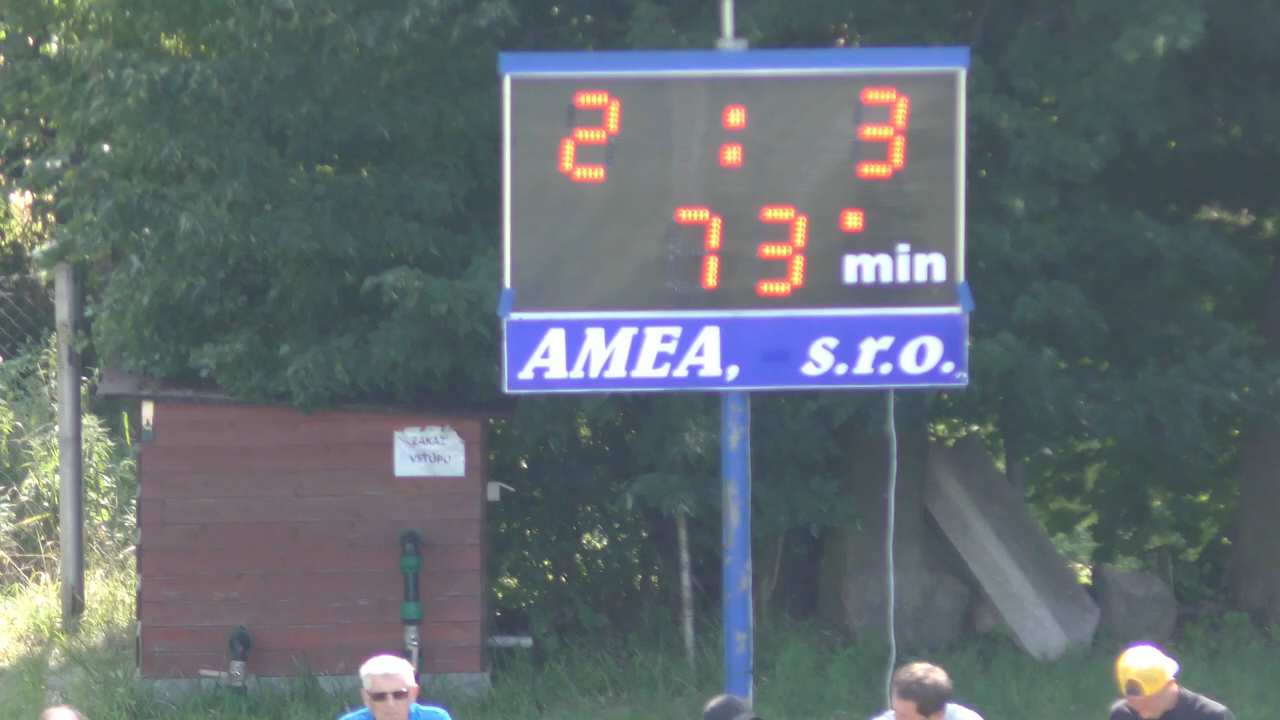 2 : 3
73 •
min
AMEA, s.r.o.
ZÁKAZ
VSTUPU